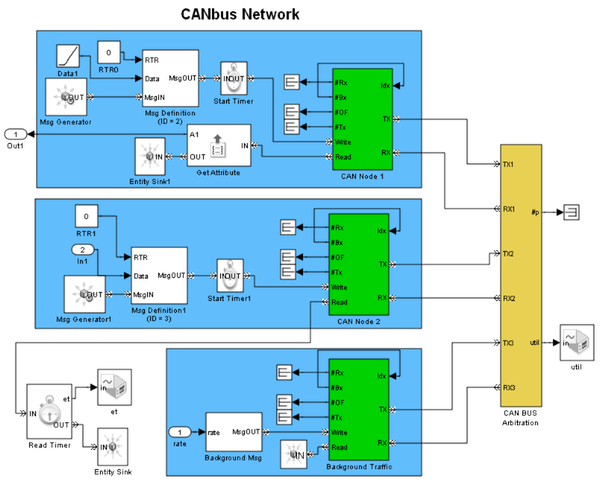 CANbus Network
RTR
Data
MsgIN
MsgOUT
0
RTR0
Data1
OUT
Msg Generator
Msg Definition
(ID = 2)
IN OUT
Start Timer
#Rx
#Bx
#OF
#Tx
Write
Read
Idx
TX
RX
CAN Node 1
1
Out1
A1
OUT
IN
Get Attribute
IN
Entity Sink1
0
RTR1
2
In1
OUT
Msg Generator1
RTR
Data
MsgIN
MsgOUT
Msg Definition1
(ID = 3)
IN OUT
Start Timer1
#Rx
#Bx
#OF
#Tx
Write
Read
Idx
TX
RX
CAN Node 2
TX1
RX1
TX2
RX2
TX3
RX3
#p
util
CAN BUS
Arbitration
in
util
IN
et
OUT
Read Timer
in
et
IN
Entity Sink
1
rate
rate
MsgOUT
Background Msg
IN
#Rx
#Bx
#OF
#Tx
Write
Read
Idx
TX
RX
Background Traffic